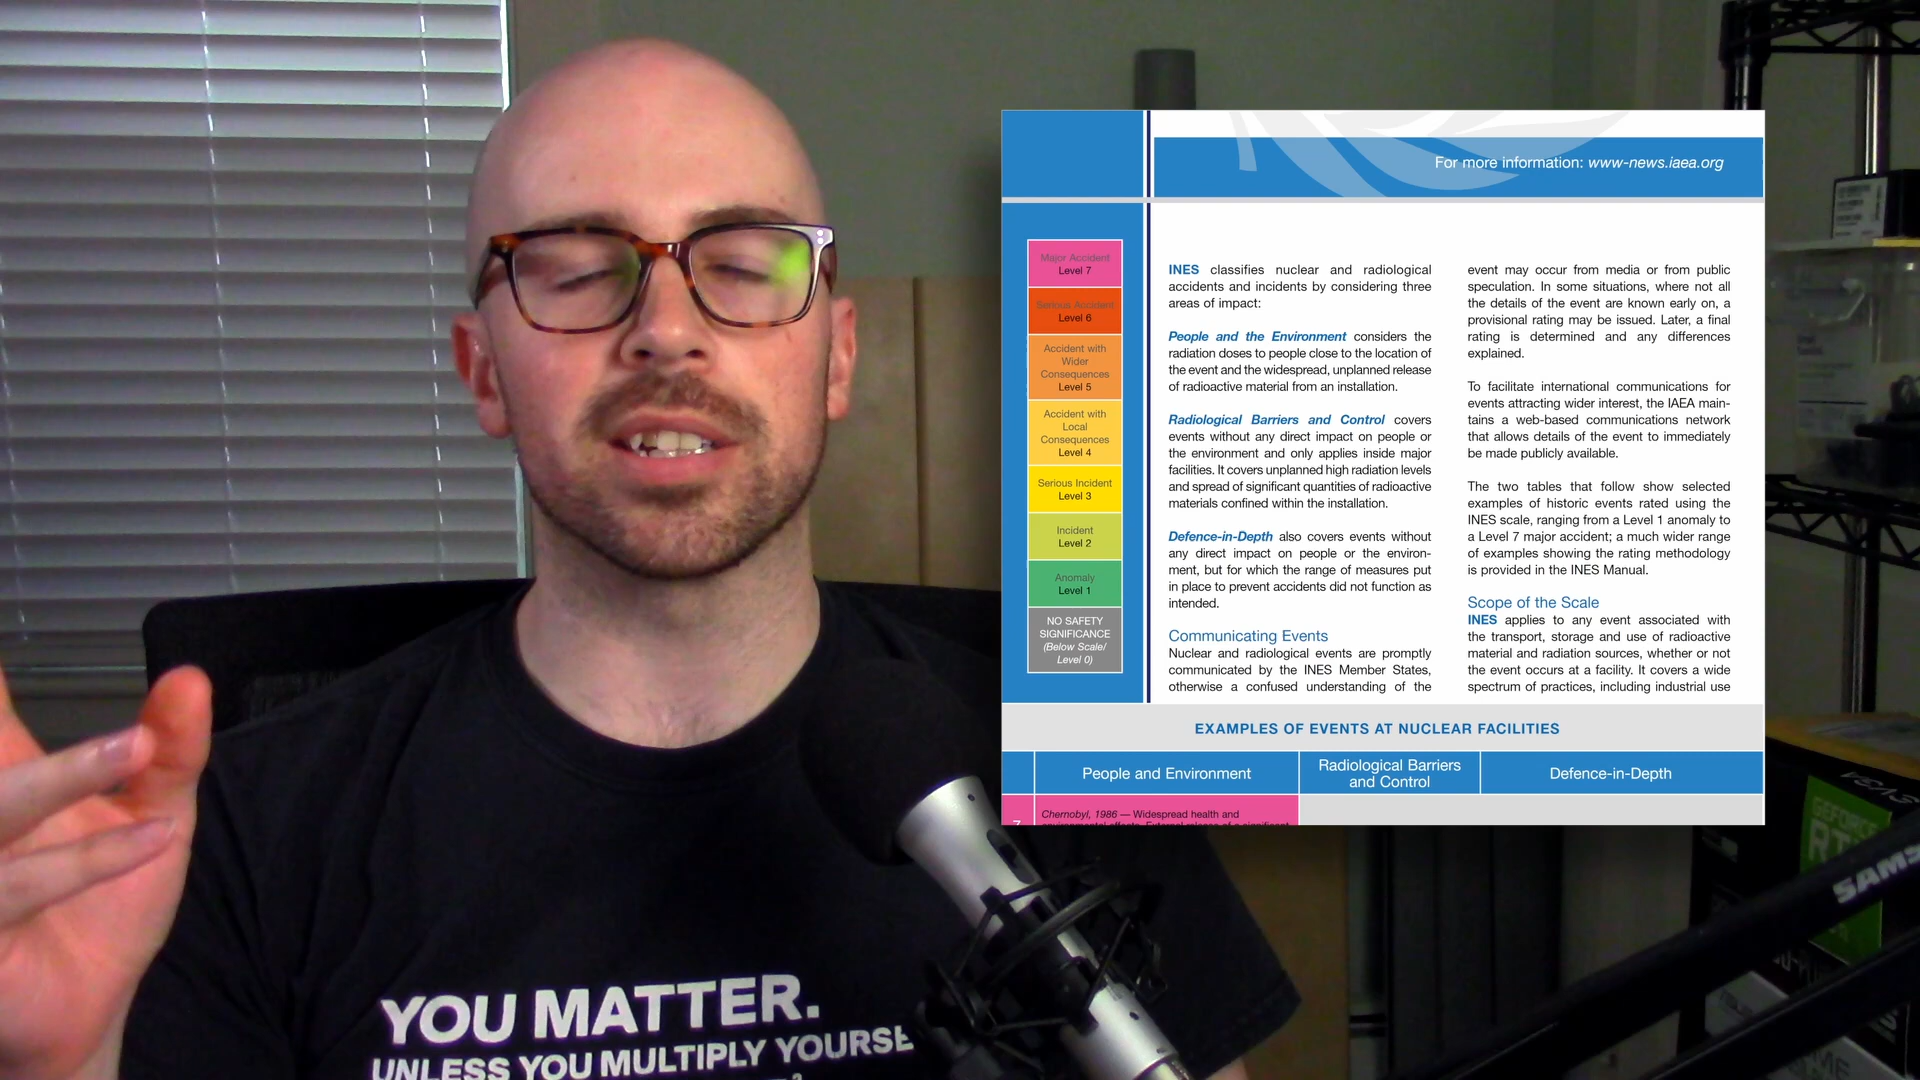 For more information: www-news.iaea.org
Major Accident
Level 7
Serious Accident
Level 6
Accident with
Wider
Consequences
Level 5
Accident with
Local
Consequences
Level 4
Serious Incident
Level 3
Incident
Level 2
Anomaly
Level 1
NO SAFETY
SIGNIFICANCE
(Below Scale/
Level 0)
INES classifies nuclear and radiological
accidents and incidents by considering three
areas of impact:
People and the Environment considers the
radiation doses to people close to the location of
the event and the widespread, unplanned release
of radioactive material from an installation.
Radiological Barriers and Control covers
events without any direct impact on people or
the environment and only applies inside major
facilities. It covers unplanned high radiation levels
and spread of significant quantities of radioactive
materials confined within the installation.
Defence-in-Depth also covers events without
any direct impact on people or the environ-
ment, but for which the range of measures put
in place to prevent accidents did not function as
intended.
Communicating Events
Nuclear and radiological events are promptly
communicated by the INES Member States,
otherwise a confused understanding of the
event may occur from media or from public
speculation. In some situations, where not all
the details of the event are known early on, a
provisional rating may be issued. Later, a final
rating is determined and any differences
explained.
To facilitate international communications for
events attracting wider interest, the IAEA main-
tains a web-based communications network
that allows details of the event to immediately
be made publicly available.
The two tables that follow show selected
examples of historic events rated using the
INES scale, ranging from a Level 1 anomaly to
a Level 7 major accident; a much wider range
of examples showing the rating methodology
is provided in the INES Manual.
Scope of the Scale
INES applies to any event associated with
the transport, storage and use of radioactive
material and radiation sources, whether or not
the event occurs at a facility. It covers a wide
spectrum of practices, including industrial use
EXAMPLES OF EVENTS AT NUCLEAR FACILITIES
People and Environment
Radiological Barriers
and Control
Defence-in-Depth
7
Chernobyl, 1986 — Widespread health and
YOU MATTER.
UNLESS YOU MULTIPLY YOURSE
2
EVGA
GEFORCE
RT
SAMS